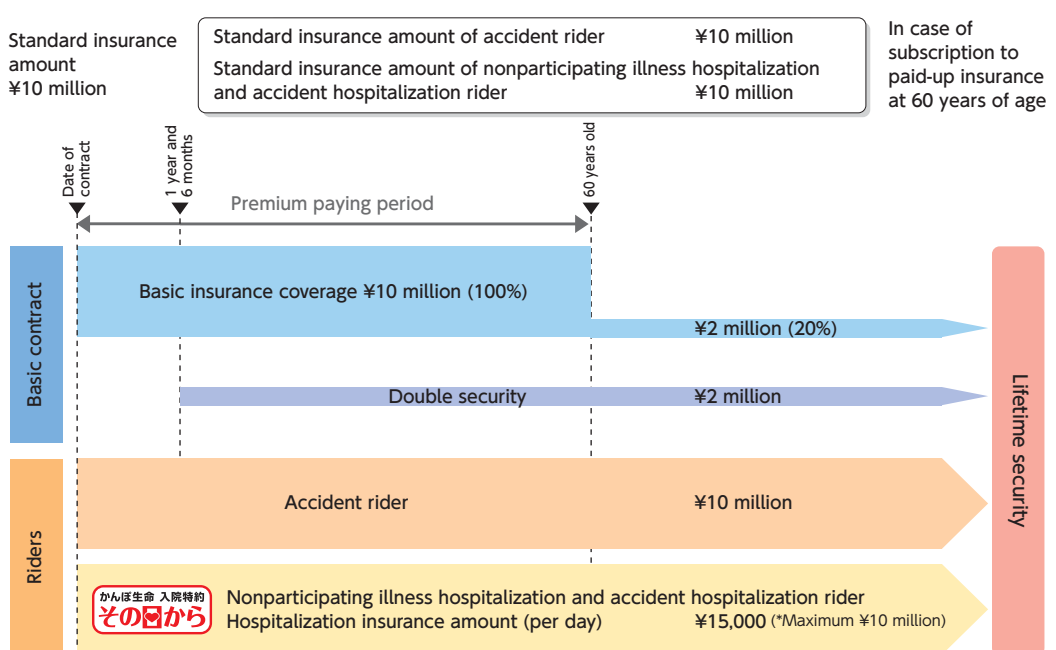 Standard insurance
amount
¥10 million
Standard insurance amount of accident rider ¥10 million
Standard insurance amount of nonparticipating illness hospitalization
and accident hospitalization rider ¥10 million
In case of
subscription to
paid-up insurance
at 60 years of age
Date of
contract
1 year and
6 months
60 years old
Premium paying period
Basic contract
Basic insurance coverage ¥10 million (100%)
¥2 million (20%)
Double security ¥2 million
Riders
Accident rider ¥10 million
かんぽ生命 入院特約
その日から
Nonparticipating illness hospitalization and accident hospitalization rider
Hospitalization insurance amount (per day) ¥15,000 (*Maximum ¥10 million)
Lifetime security